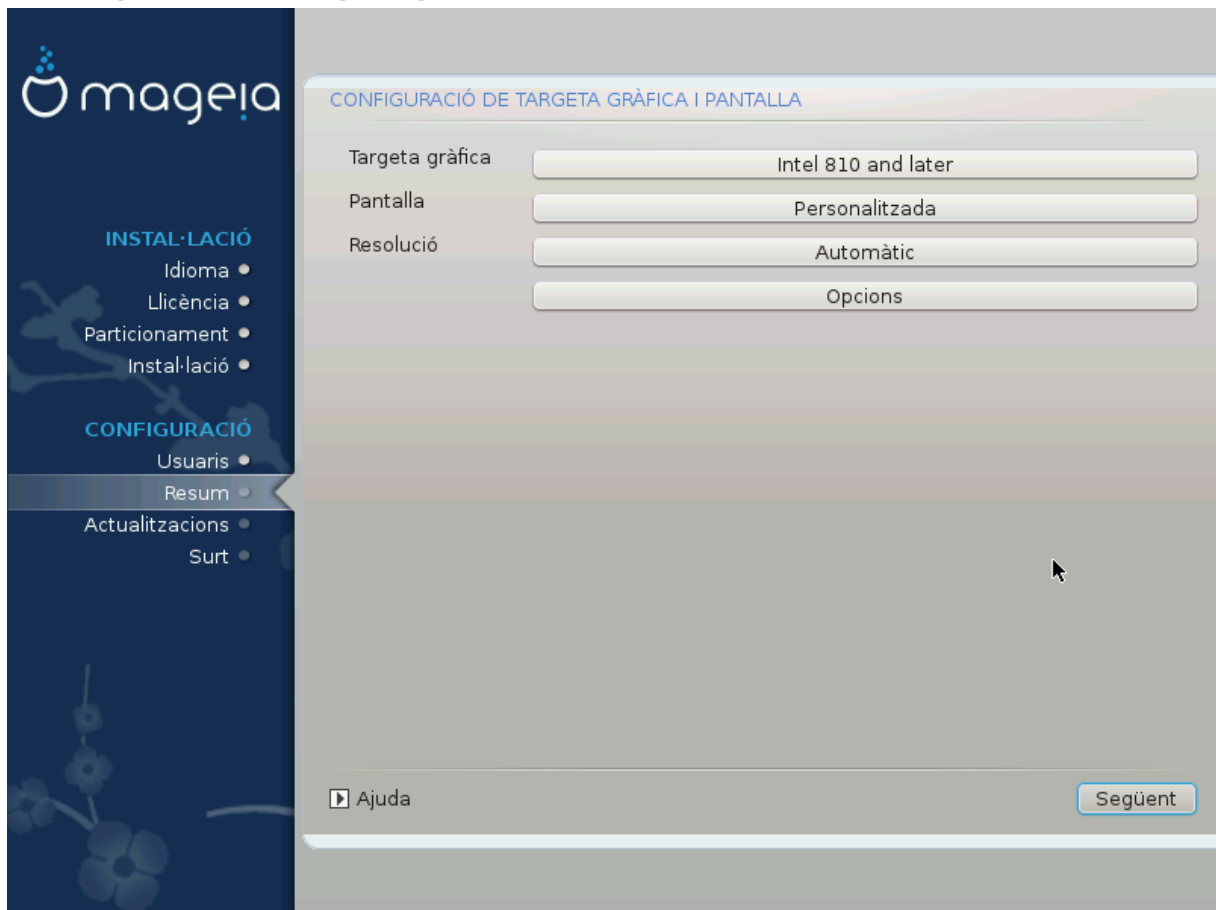 mageia
INSTAL·LACIÓ
Idioma
Llicència
Particionament
Instal·lació
CONFIGURACIÓ
Usuaris
Resum
Actualitzacions
Surt
CONFIGURACIÓ DE TARGETA GRÀFICA I PANTALLA
Targeta gràfica Intel 810 and later
Pantalla Personalitzada
Resolució Automàtic
Opcions
Ajuda Següent